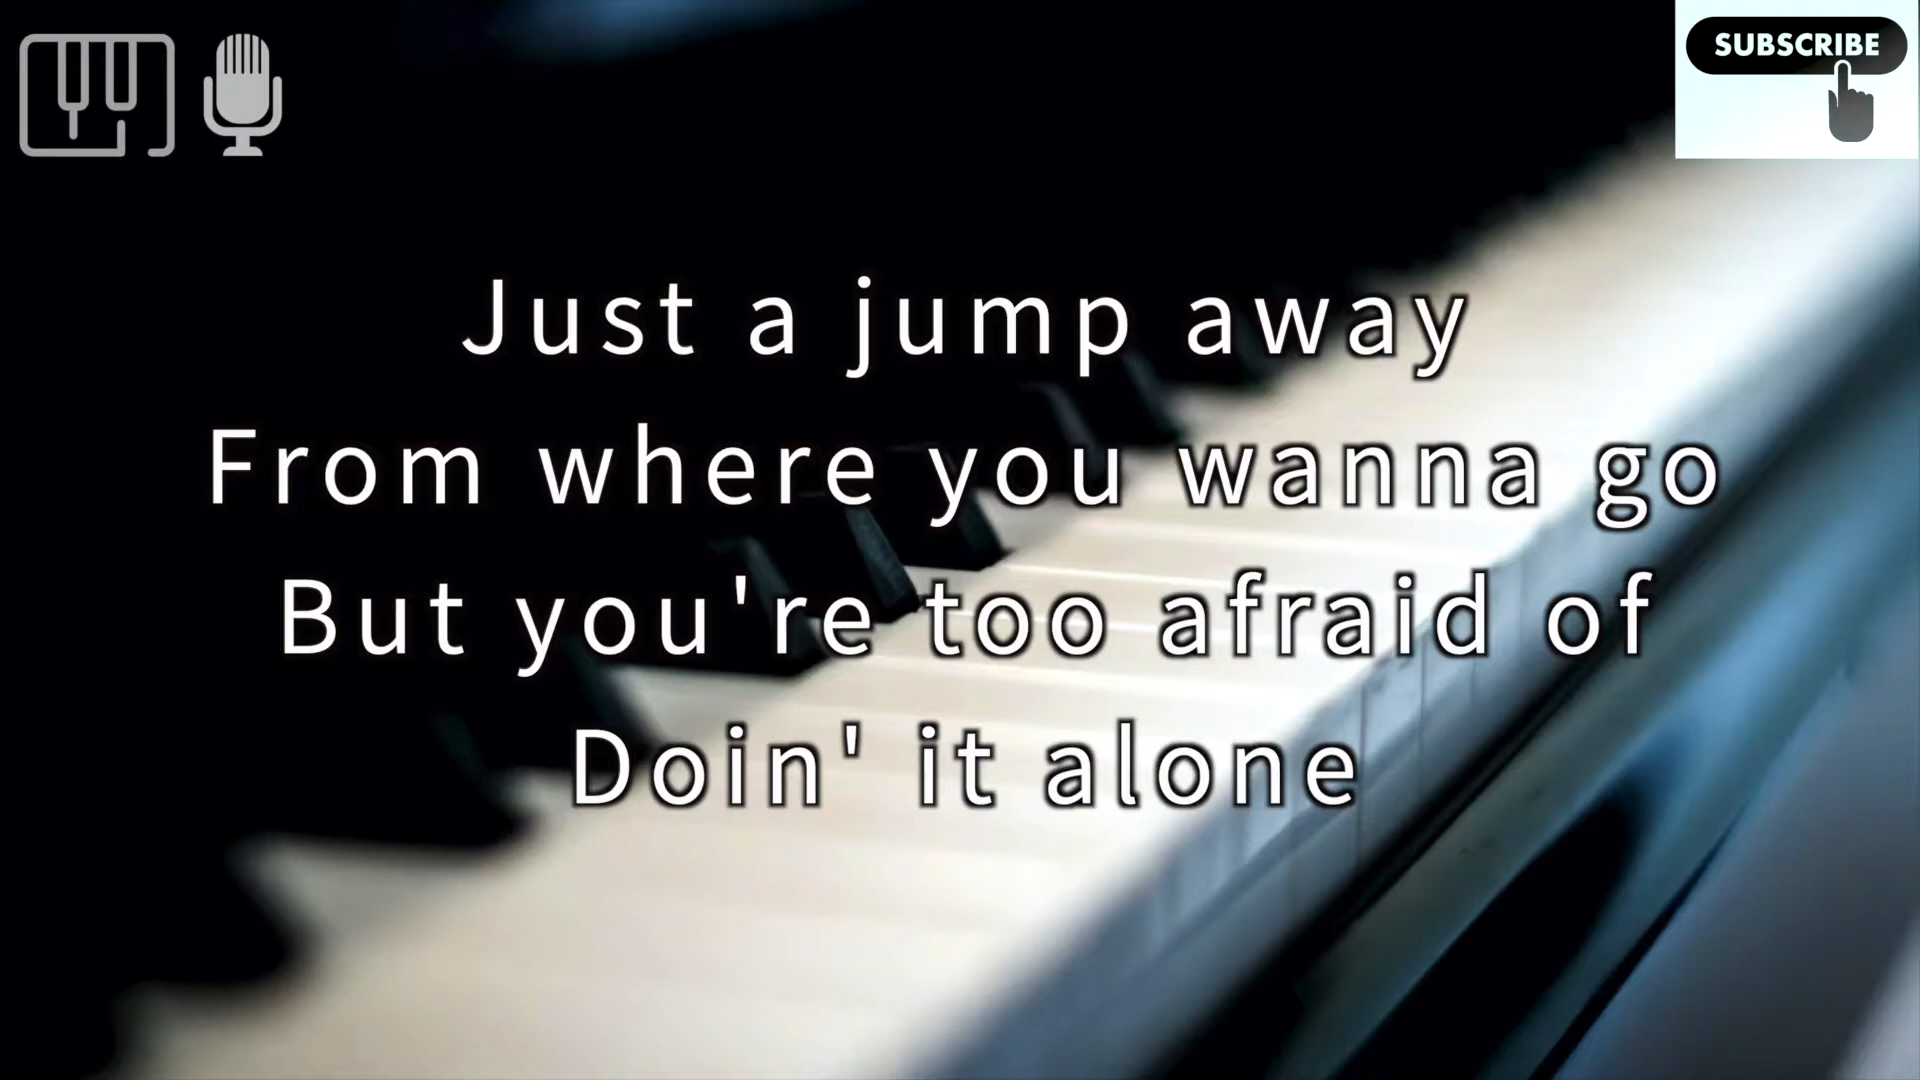 SUBSCRIBE
Just a jump away
From where you wanna go
But you're too afraid of
Doin' it alone